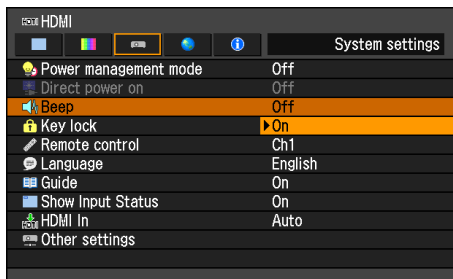 HDMI HDMI
System settings
Power management mode Off
Direct power on Off
Beep Off
Key lock On
Remote control Ch1
Language English
Guide On
Show Input Status On
HDMI In Auto
Other settings